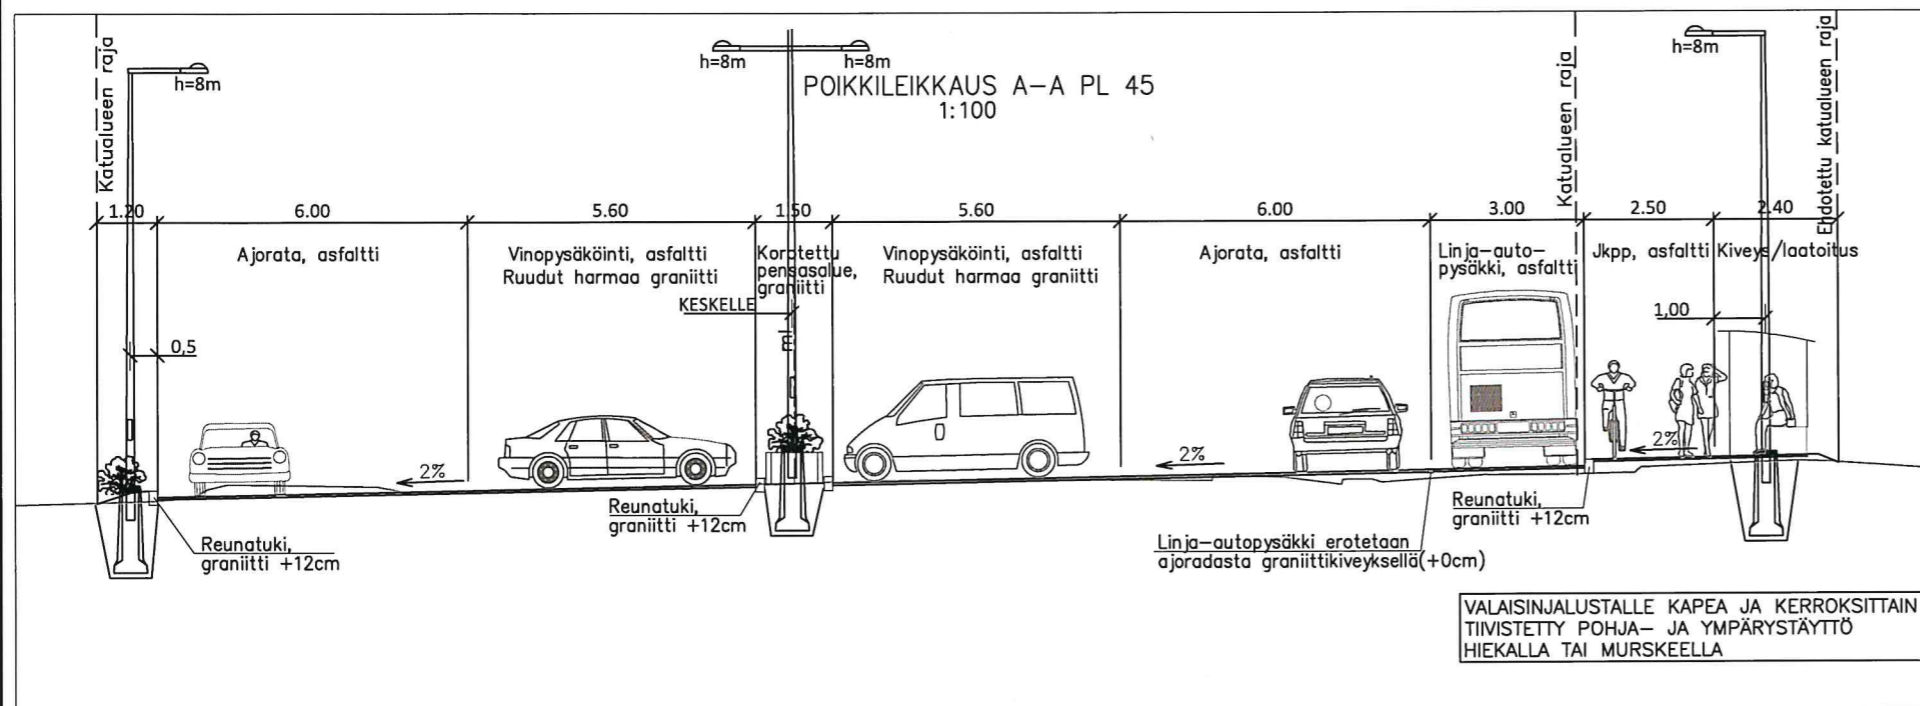 Katualueen raja
h=8m
h=8m
h=8m
POIKKILEIKKAUS A-A PL 45
1:100
Katualueen raja
h=8m
Ehdotettu katualueen raja
1.20
6.00
5.60
1.50
5.60
6.00
3.00
2.50
2.40
Ajorata, asfaltti
Vinopysäköinti, asfaltti
Ruudut harmaa graniitti
Korotettu
pensasalue,
graniitti
Vinopysäköinti, asfaltti
Ruudut harmaa graniitti
Ajorata, asfaltti
Linja-auto-
pysäkki, asfaltti
Jkpp, asfaltti
Kiveys/laatoitus
KESKELLE
1,00
0,5
ml
2%
2%
2%
Reunatuki,
graniitti +12cm
Reunatuki,
graniitti +12cm
Reunatuki,
graniitti +12cm
Linja-autopysäkki erotetaan
ajoradasta graniittikiveyksellä(+0cm)
VALAISINJALUSTALLE KAPEA JA KERROKSITTAIN
TIIVISTETTY POHJA- JA YMPÄRYSTÄYTTÖ
HIEKALLA TAI MURSKEELLA